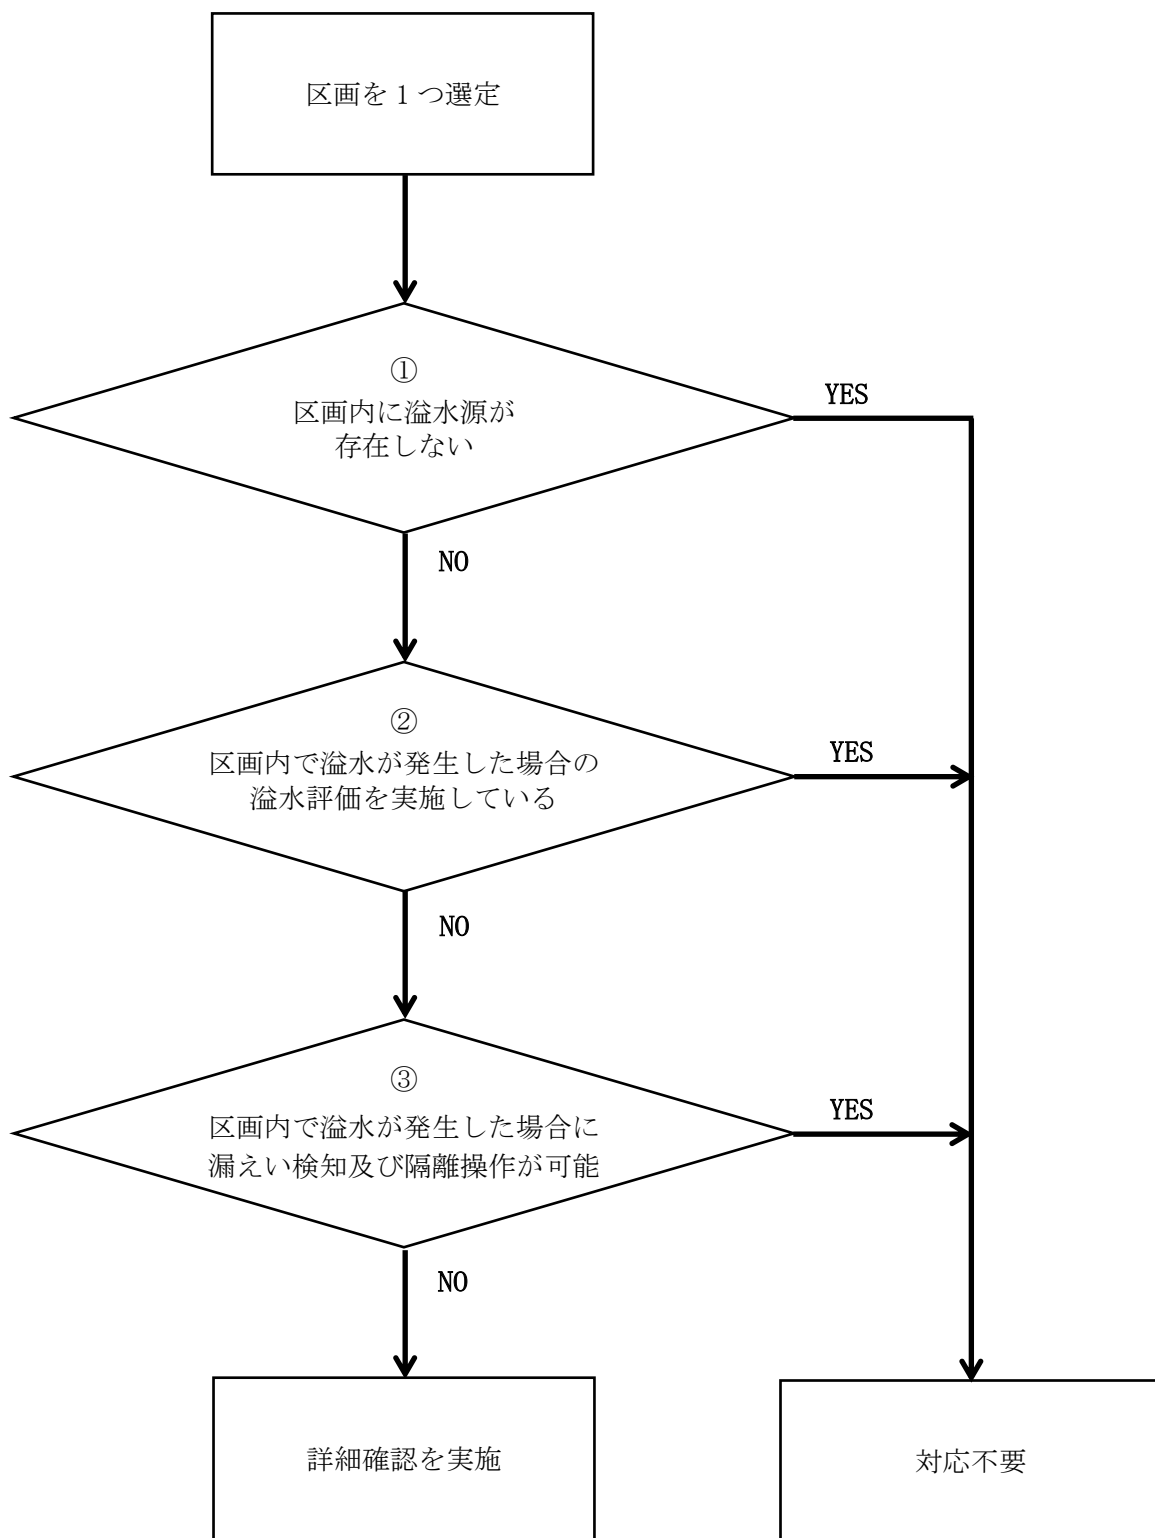 区画を1つ選定
①
区画内に溢水源が
存在しない
YES
NO
②
区画内で溢水が発生した場合の
溢水評価を実施している
YES
NO
③
区画内で溢水が発生した場合に
漏えい検知及び隔離操作が可能
YES
NO
詳細確認を実施
対応不要